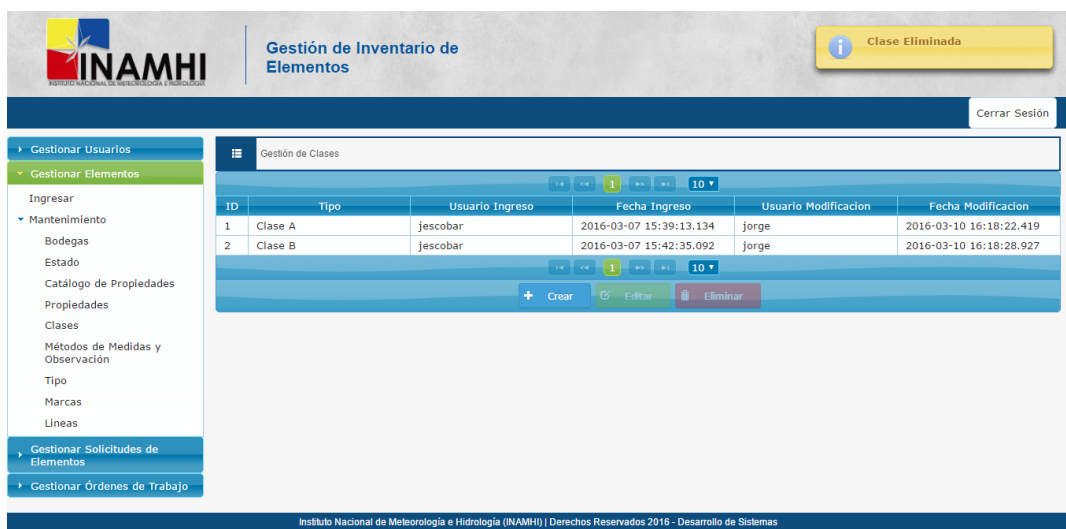 INAMHI
INSTITUTO NACIONAL DE METEOROLOGÍA E HIDROLOGÍA
Gestión de Inventario de
Elementos
Clase Eliminada
Cerrar Sesión
Gestionar Usuarios
Gestionar Elementos
Ingresar
Mantenimiento
Bodegas
Estado
Catálogo de Propiedades
Propiedades
Clases
Métodos de Medidas y
Observación
Tipo
Marcas
Lineas
Gestionar Solicitudes de
Elementos
Gestionar Órdenes de Trabajo
Gestión de Clases
1 10
ID Tipo Usuario Ingreso Fecha Ingreso Usuario Modificacion Fecha Modificacion
1 Clase A jescobar 2016-03-07 15:39:13.134 jorge 2016-03-10 16:18:22.419
2 Clase B jescobar 2016-03-07 15:42:35.092 jorge 2016-03-10 16:18:28.927
1 10
Crear Editar Eliminar
Instituto Nacional de Meteorología e Hidrología (INAMHI) | Derechos Reservados 2016 - Desarrollo de Sistemas